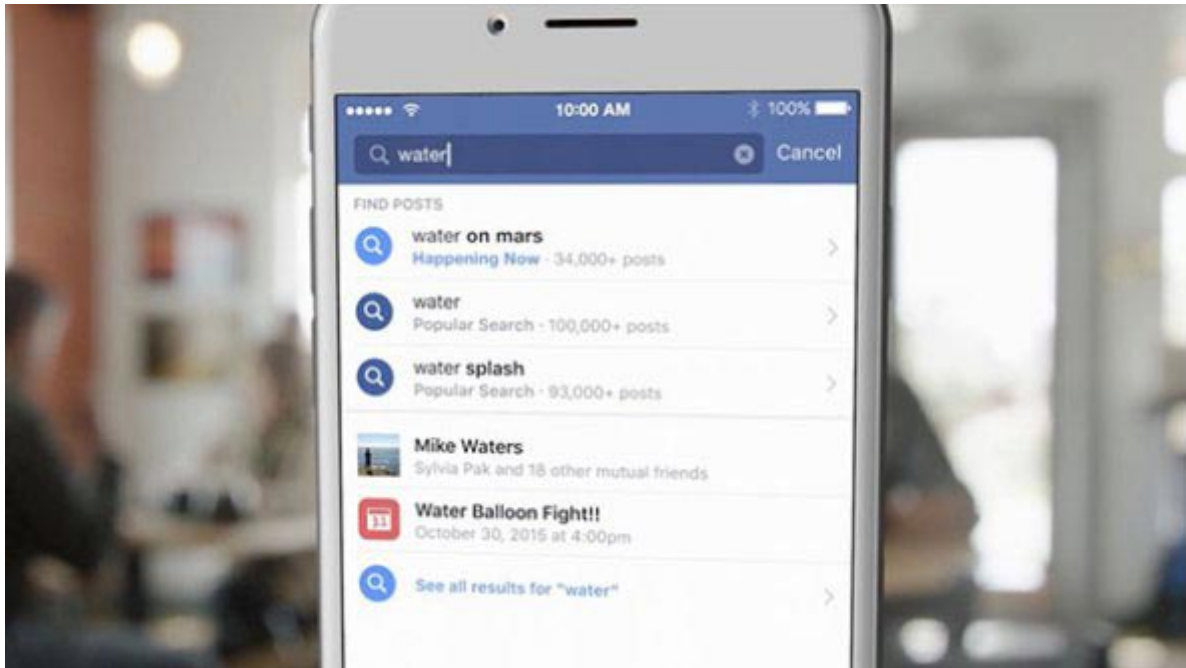 10:00 AM 100%
water Cancel
FIND POSTS
water on mars
Happening Now · 34,000+ posts
water
Popular Search · 100,000+ posts
water splash
Popular Search · 93,000+ posts
Mike Waters
Sylvia Pak and 18 other mutual friends
Water Balloon Fight!!
October 30, 2015 at 4:00pm
See all results for "water"